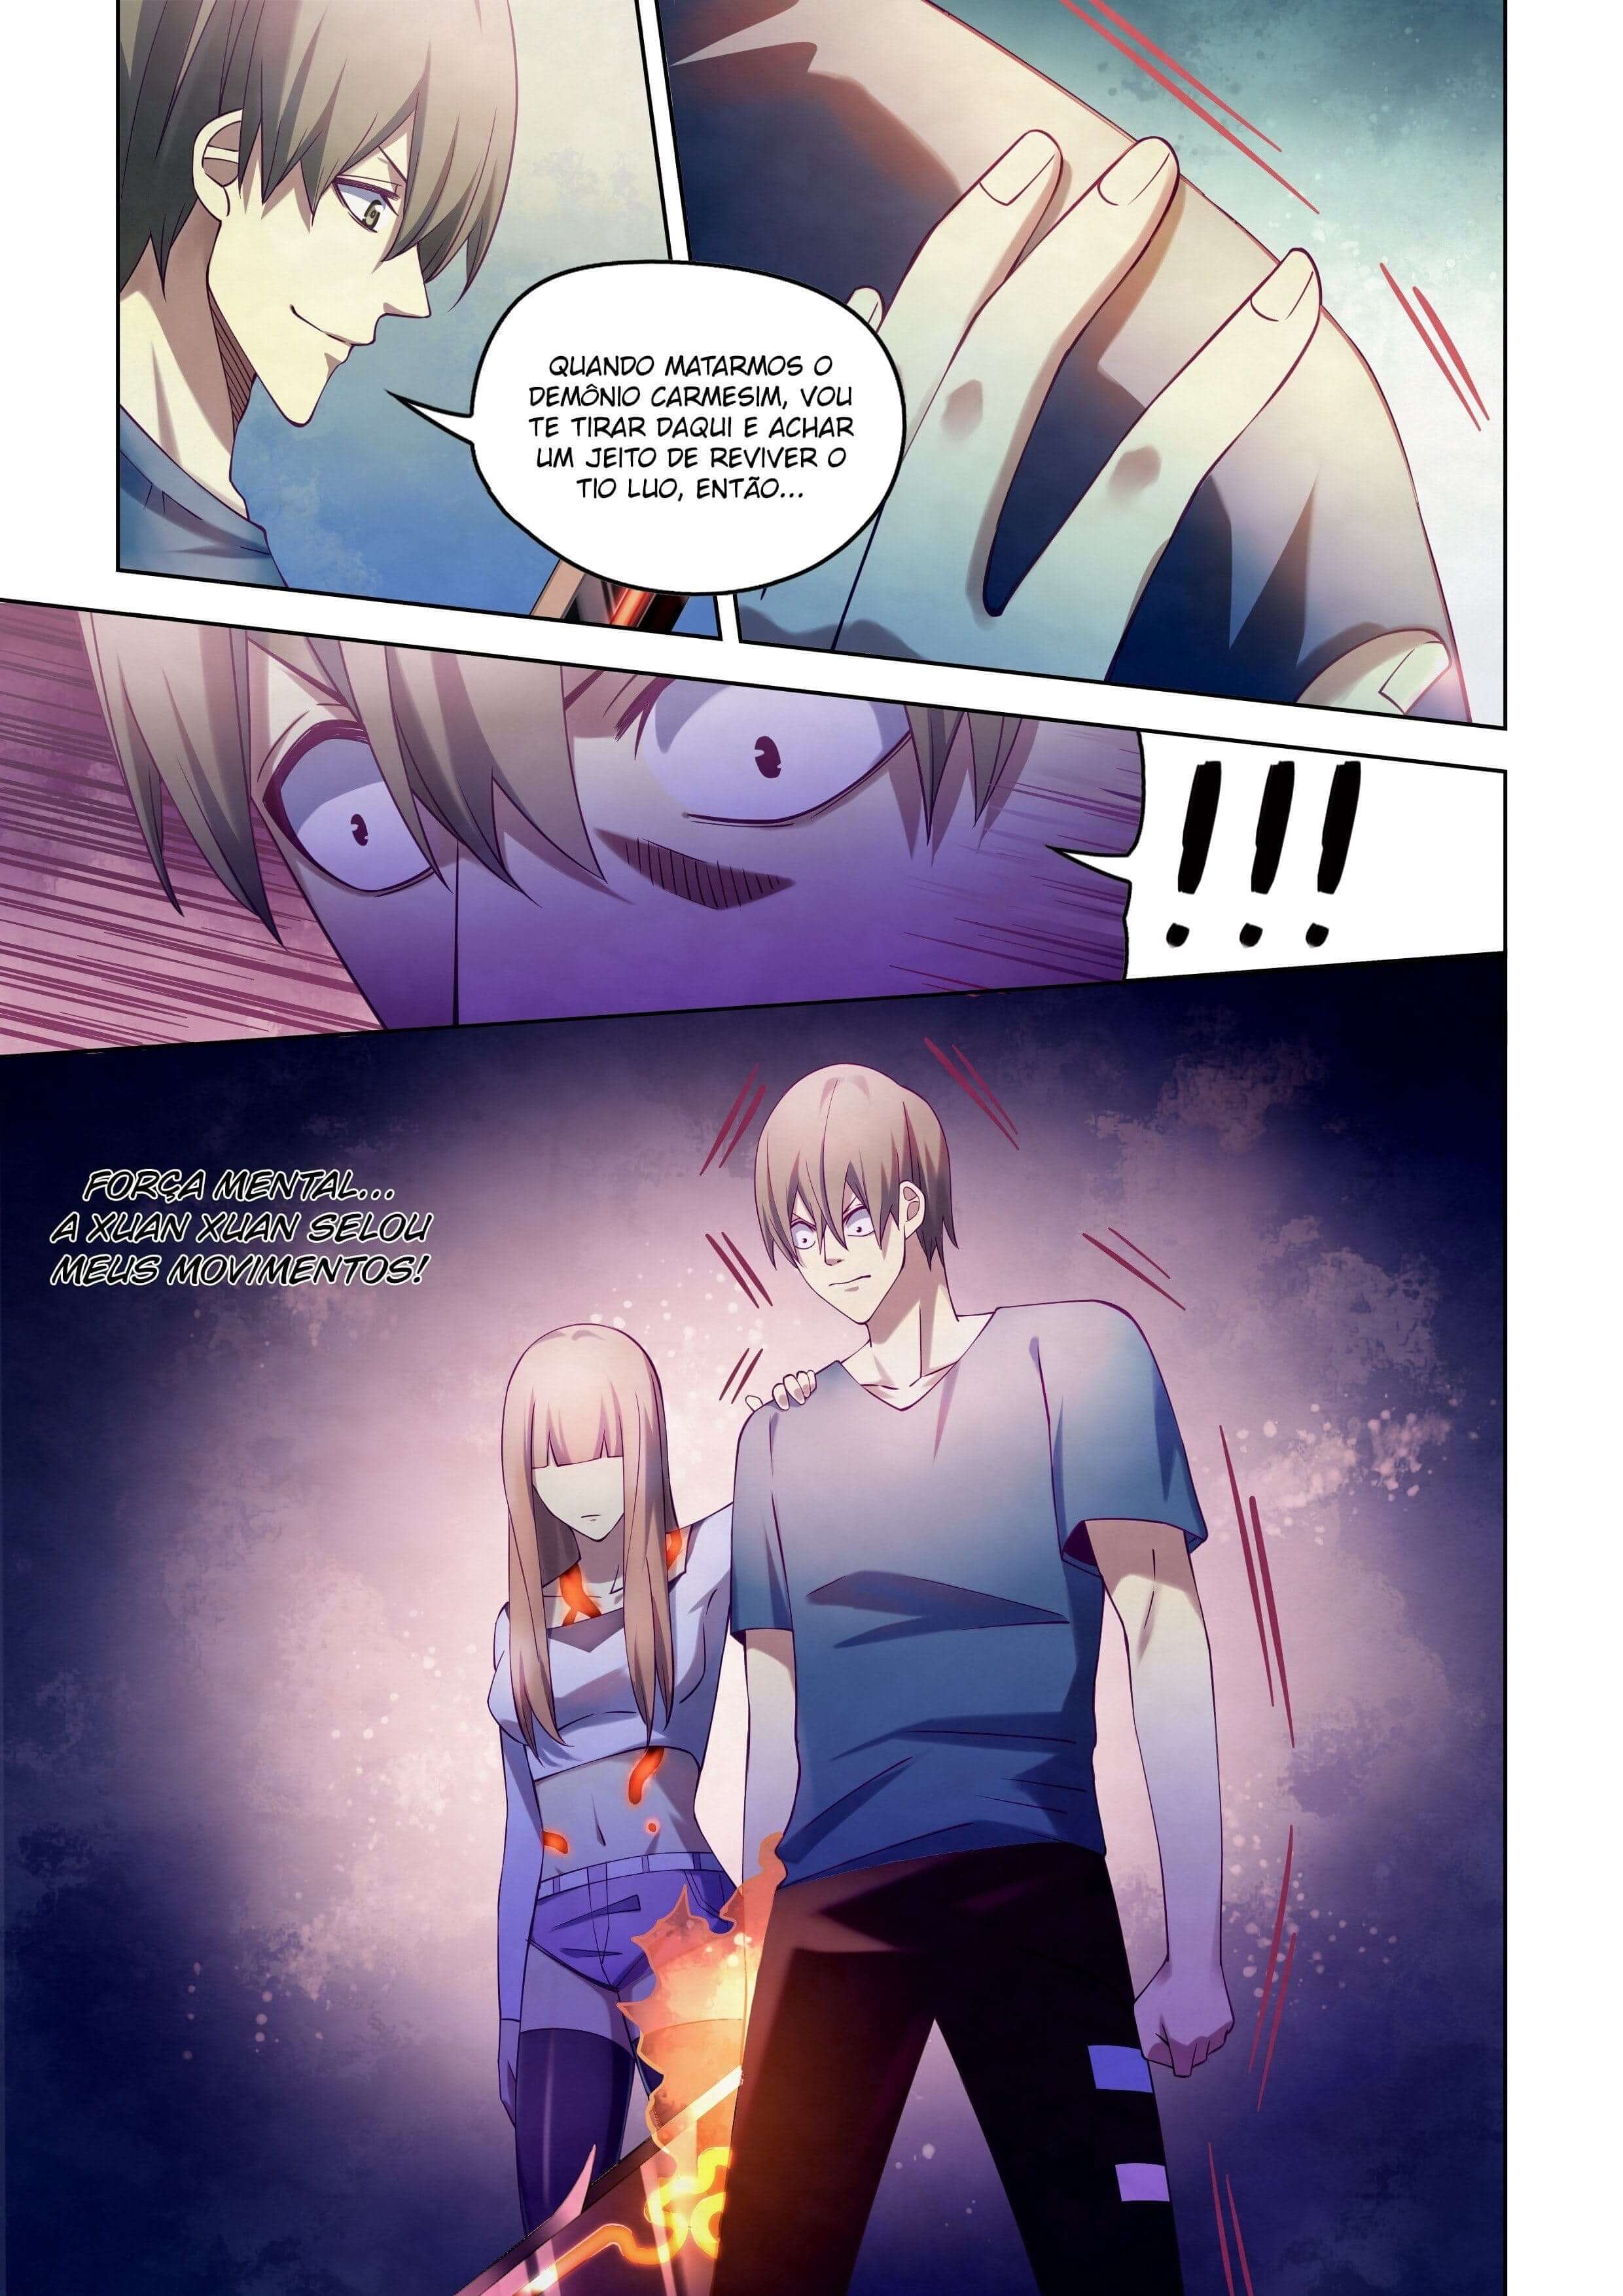 QUANDO MATARMOS O
DEMÔNIO CARMESIM, VOU
TE TIRAR DAQUI E ACHAR
UM JEITO DE REVIVER O
TIO LUO, ENTÃO...
!!!
FORÇA MENTAL...
A XUAN XUAN SELOU
MEUS MOVIMENTOS!